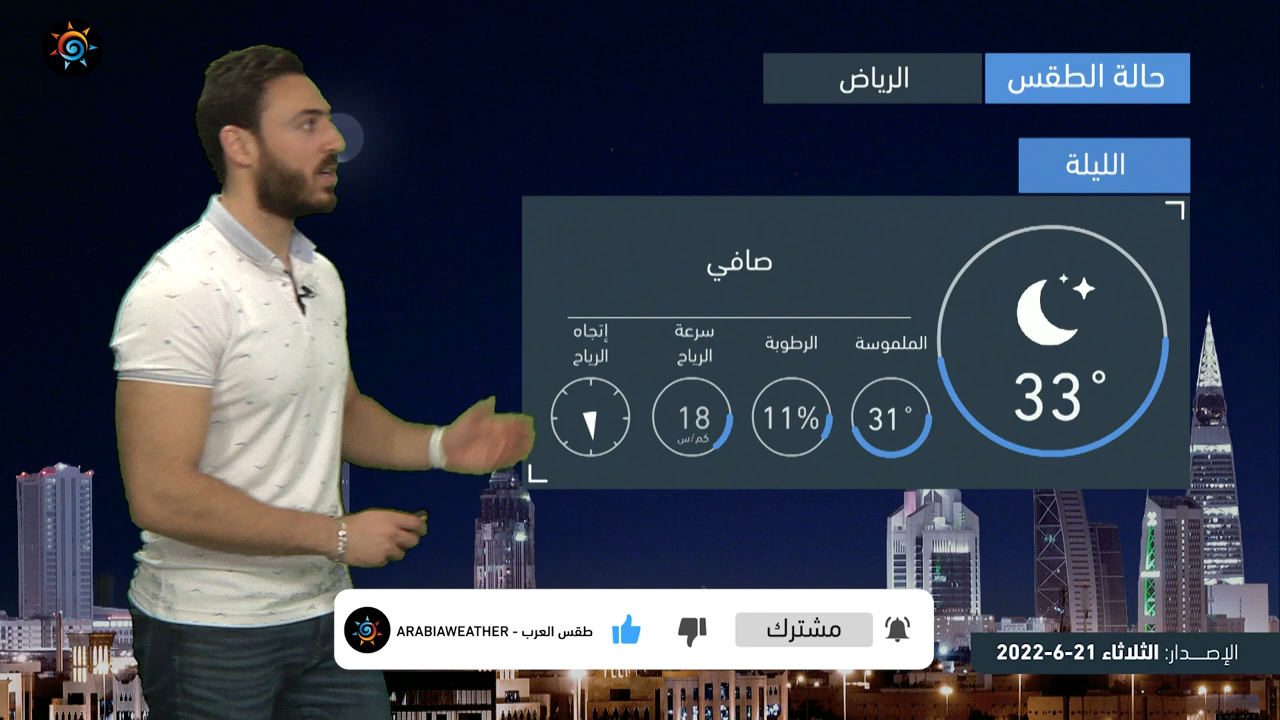 حالة الطقس
الرياض
الليلة
صافي
33°
الملموسة
31°
الرطوبة
11%
سرعة
الرياح
18
كم/س
إتجاه
الرياح
ARABIAWEATHER - طقس العرب
مشترك
الإصـــدار: الثلاثاء 21-6-2022